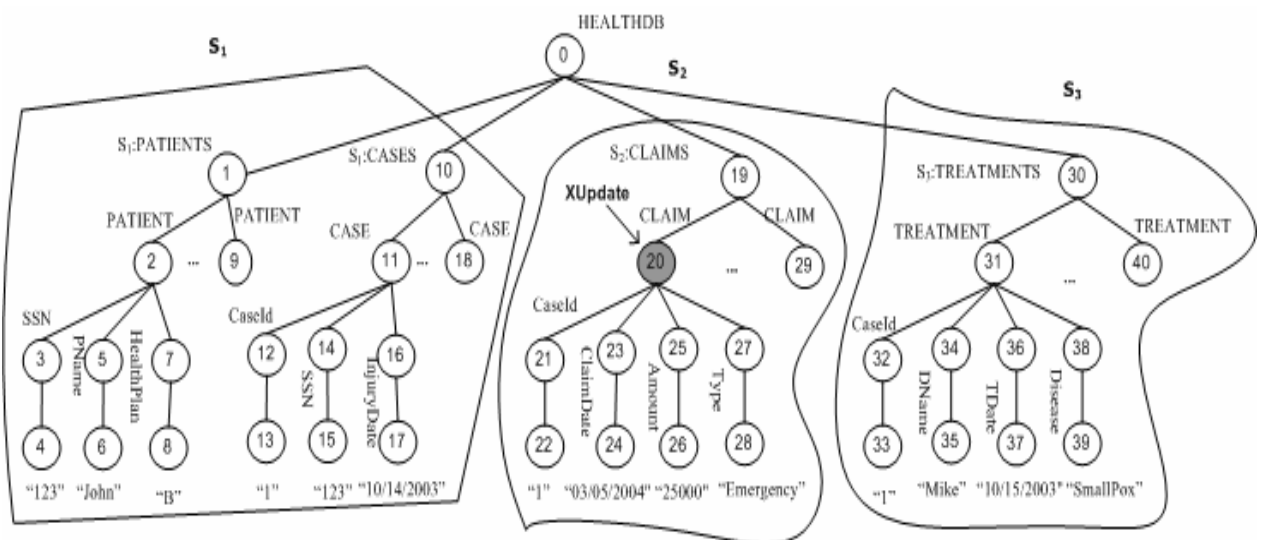 HEALTHDB
0
S₁
S₂
S₃
S₁:PATIENTS
1
S₁:CASES
10
S₂:CLAIMS
19
S₃:TREATMENTS
30
XUpdate
PATIENT
PATIENT
CASE
CASE
CLAIM
CLAIM
TREATMENT
TREATMENT
2
...
9
11
...
18
20
...
29
31
...
40
SSN
PName
HealthPlan
CaseId
SSN
InjuryDate
CaseId
ClaimDate
Amount
Type
CaseId
DName
TDate
Disease
3
5
7
12
14
16
21
23
25
27
32
34
36
38
4
6
8
13
15
17
22
24
26
28
33
35
37
39
“123” “John” “B” “1” “123” “10/14/2003” “1” “03/05/2004” “25000” “Emergency” “1” “Mike” “10/15/2003” “SmallPox”